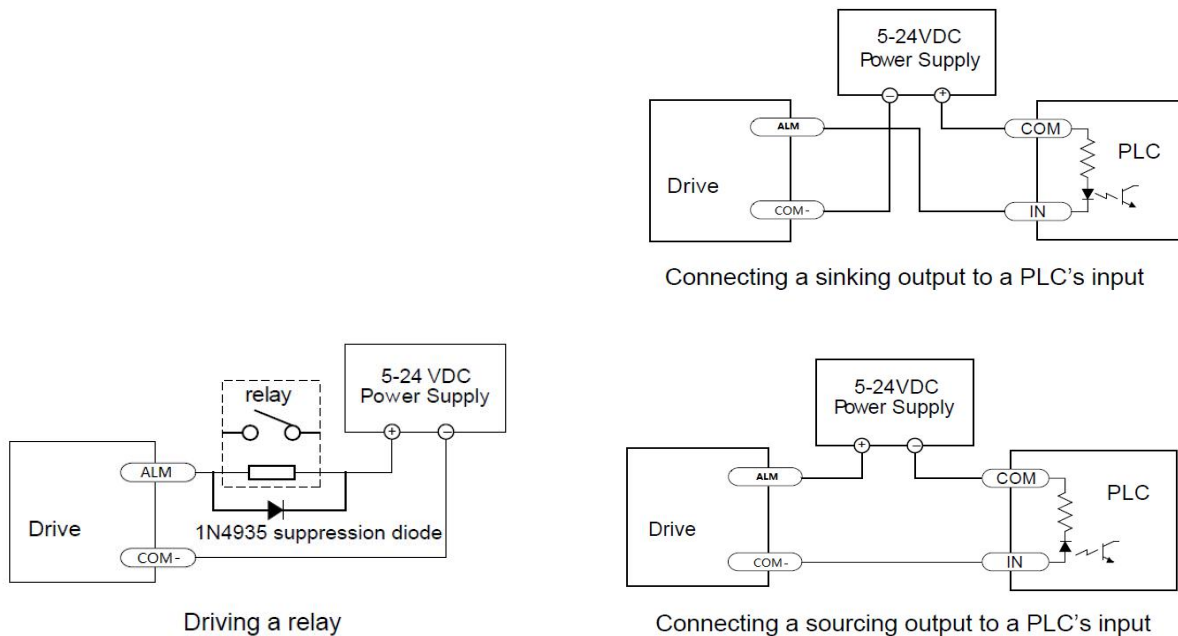 5-24VDC
Power Supply
−
+
ALM
COM
PLC
Drive
COM-
IN
Connecting a sinking output to a PLC's input
5-24 VDC
Power Supply
relay
+
−
ALM
Drive
1N4935 suppression diode
COM-
Driving a relay
5-24VDC
Power Supply
+
−
ALM
COM
PLC
Drive
COM-
IN
Connecting a sourcing output to a PLC's input